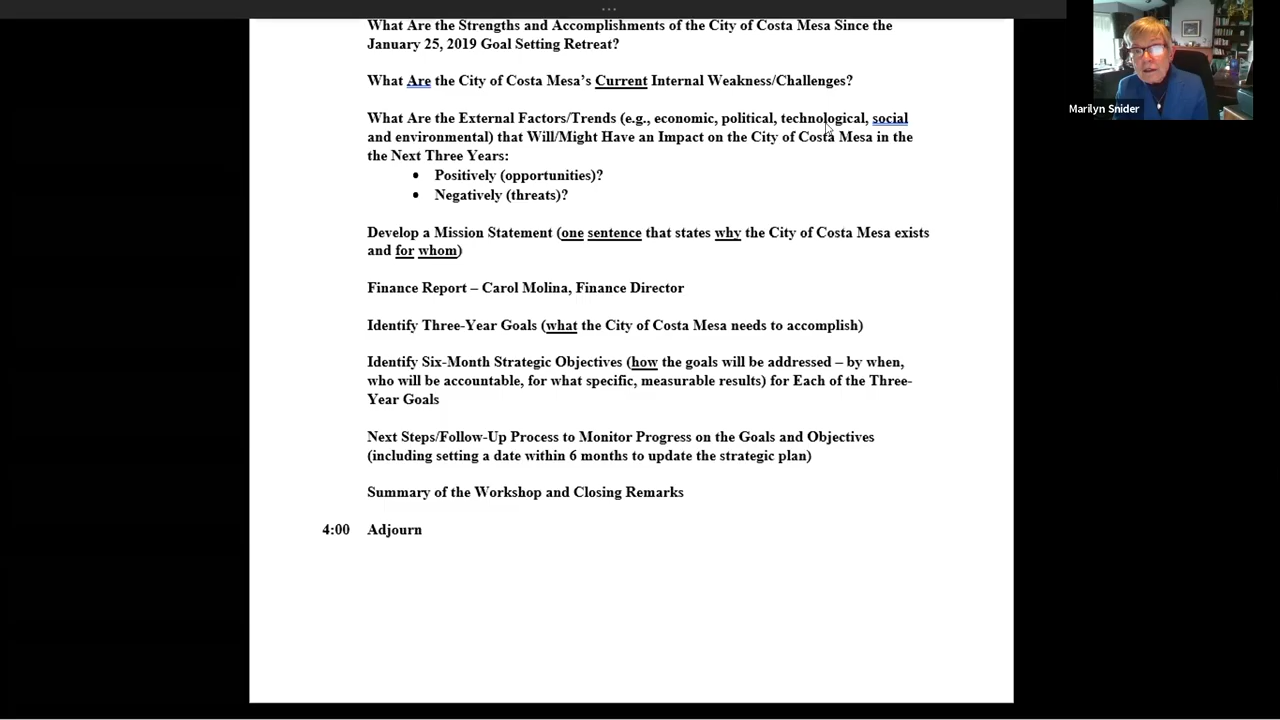 What Are the Strengths and Accomplishments of the City of Costa Mesa Since the
January 25, 2019 Goal Setting Retreat?
What Are the City of Costa Mesa’s Current Internal Weakness/Challenges?
What Are the External Factors/Trends (e.g., economic, political, technological, social
and environmental) that Will/Might Have an Impact on the City of Costa Mesa in the
the Next Three Years:
• Positively (opportunities)?
• Negatively (threats)?
Develop a Mission Statement (one sentence that states why the City of Costa Mesa exists
and for whom)
Finance Report – Carol Molina, Finance Director
Identify Three-Year Goals (what the City of Costa Mesa needs to accomplish)
Identify Six-Month Strategic Objectives (how the goals will be addressed – by when,
who will be accountable, for what specific, measurable results) for Each of the Three-
Year Goals
Next Steps/Follow-Up Process to Monitor Progress on the Goals and Objectives
(including setting a date within 6 months to update the strategic plan)
Summary of the Workshop and Closing Remarks
4:00 Adjourn
Marilyn Snider